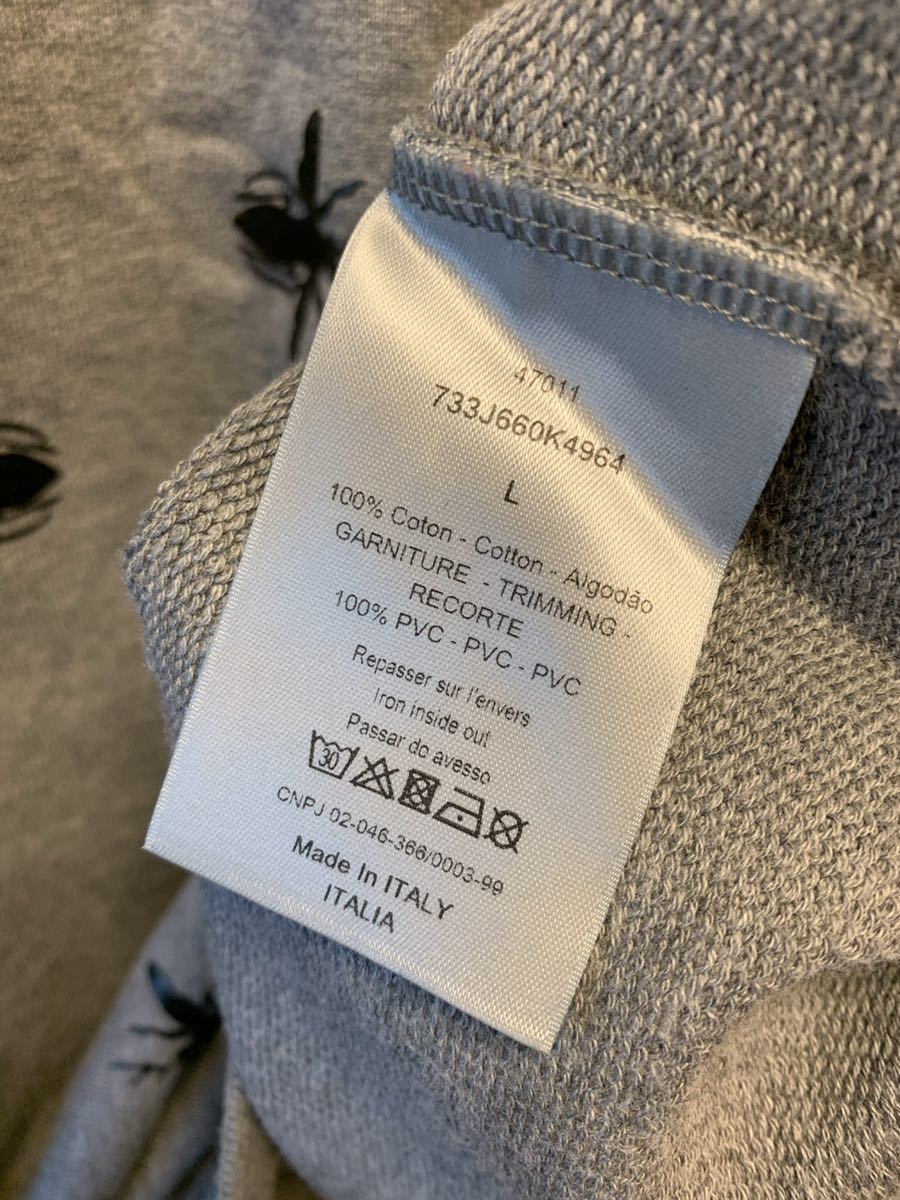 47011
733J660K4964
L
100% Coton - Cotton - Algodão
GARNITURE - TRIMMING -
RECORTE
100% PVC - PVC - PVC
Repasser sur l'envers
Iron inside out
Passar do avesso
30
CNPJ 02-046-366/0003-99
Made In ITALY
ITALIA